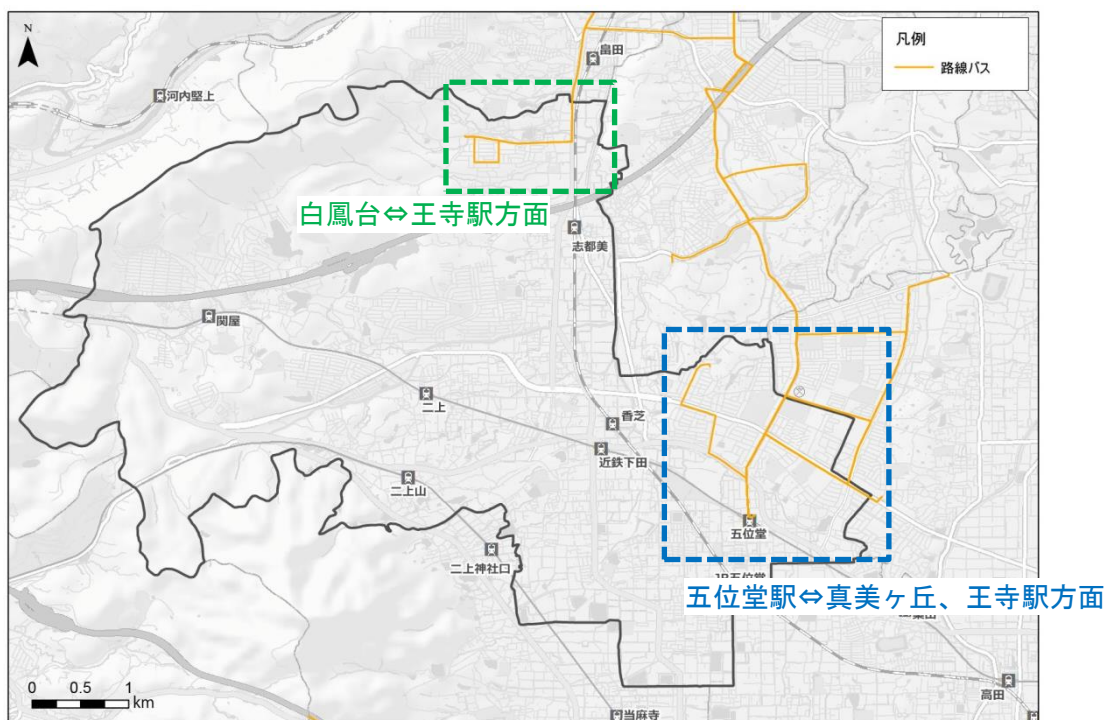 N
凡例
路線バス
畠田
河内堅上
白鳳台⇔王寺駅方面
志都美
関屋
二上
香芝
近鉄下田
二上山
五位堂
二上神社口
五位堂駅⇔真美ヶ丘、王寺駅方面
高田
当麻寺
0 0.5 1
km